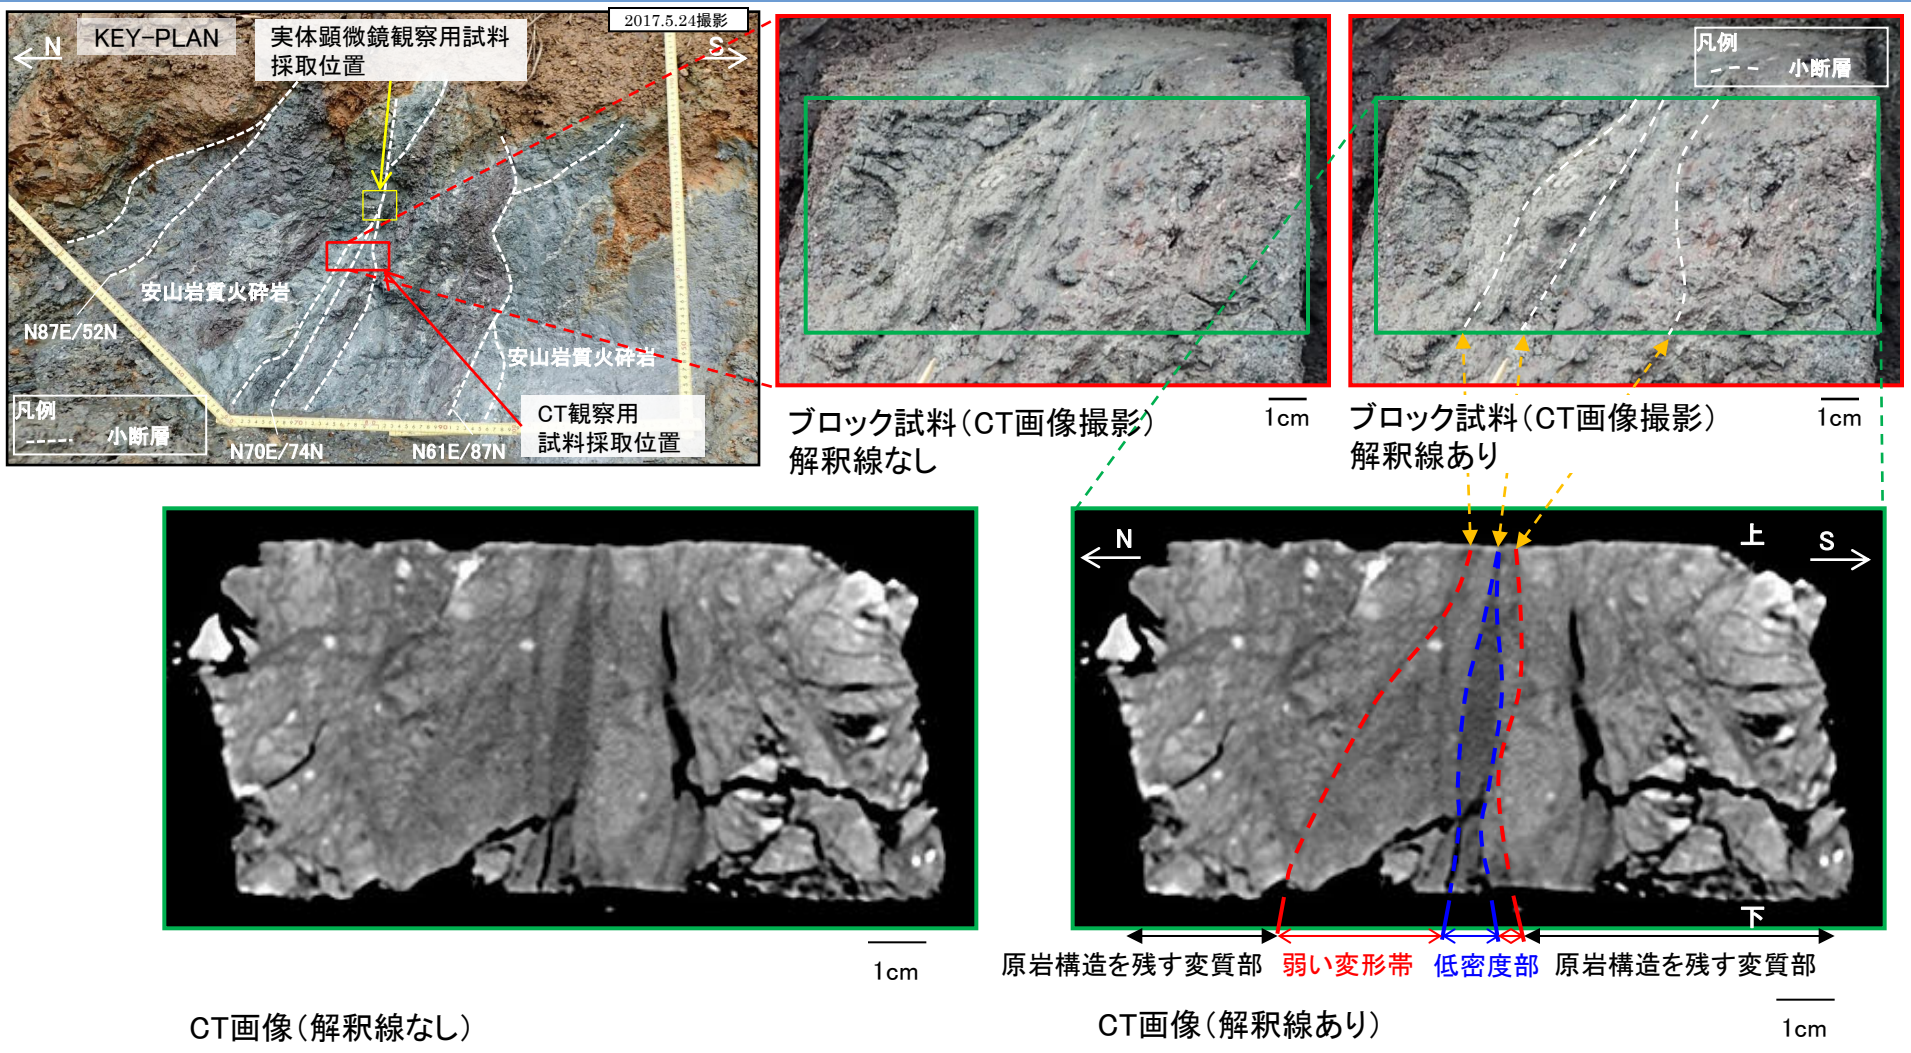 2017.5.24撮影
KEY-PLAN
N
実体顕微鏡観察用試料
採取位置
S
安山岩質火砕岩
N87E/52N
安山岩質火砕岩
凡例
小断層
N70E/74N
N61E/87N
CT観察用
試料採取位置
ブロック試料(CT画像撮影)
解釈線なし
1cm
凡例
小断層
ブロック試料(CT画像撮影)
解釈線あり
1cm
1cm
CT画像(解釈線なし)
N
上
S
下
原岩構造を残す変質部
弱い変形帯
低密度部
原岩構造を残す変質部
CT画像(解釈線あり)
1cm